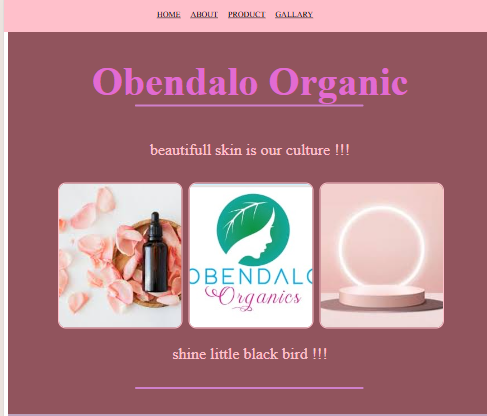 HOME ABOUT PRODUCT GALLARY
Obendalo Organic
beautifull skin is our culture !!!
OBENDALO
Organics
shine little black bird !!!